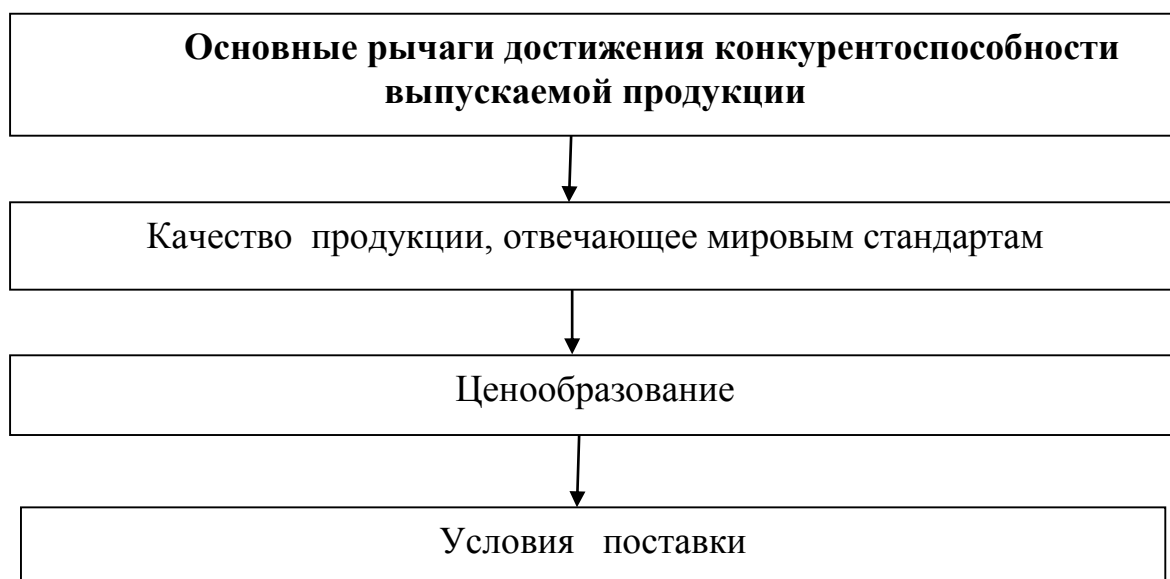 Основные рычаги достижения конкурентоспособности
выпускаемой продукции
Качество продукции, отвечающее мировым стандартам
Ценообразование
Условия поставки